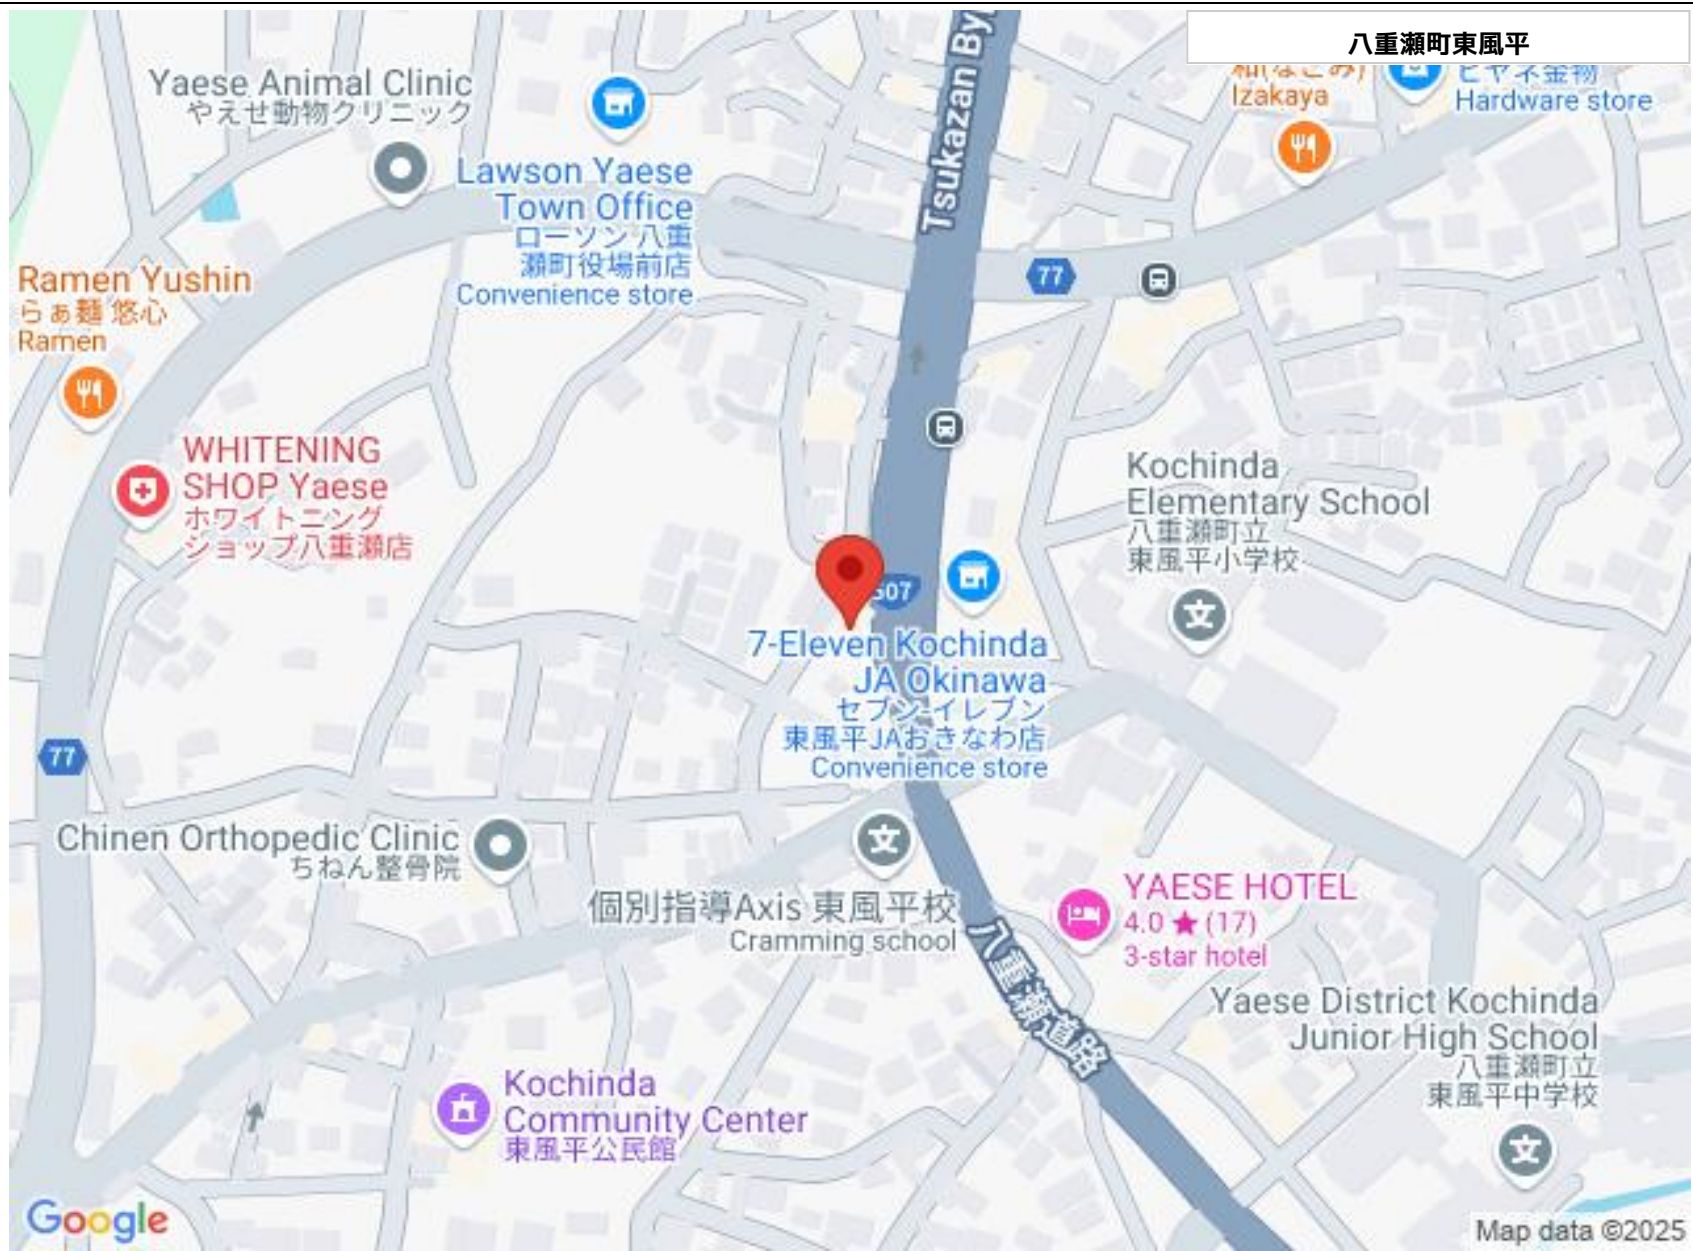 八重瀬町東風平
Tsukazan
Yaese Animal Clinic
やえせ動物クリニック
Izakaya
ピヤネ金物
Hardware store
Lawson Yaese
Town Office
ローソン 八重
瀬町役場前店
Convenience store
77
Ramen Yushin
らぁ麺 悠心
Ramen
WHITENING
SHOP Yaese
ホワイトニング
ショップ八重瀬店
Kochinda
Elementary School
八重瀬町立
東風平小学校
文
7-Eleven Kochinda
JA Okinawa
セブン-イレブン
東風平JAおきなわ店
Convenience store
77
Chinen Orthopedic Clinic
ちねん整骨院
文
個別指導Axis 東風平校
Cramming school
YAESE HOTEL
4.0 ★ (17)
3-star hotel
八重瀬道路
Yaese District Kochinda
Junior High School
八重瀬町立
東風平中学校
文
Kochinda
Community Center
東風平公民館
Google
Map data ©2025